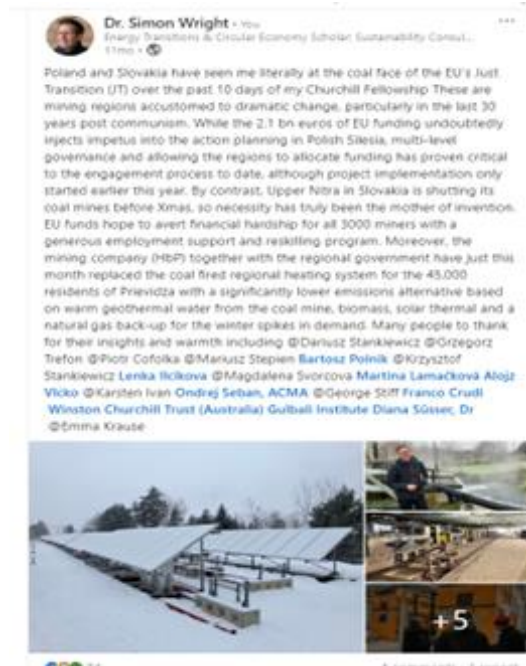 Dr. Simon Wright • You
Energy Transitions & Circular Economy Scholar: Sustainability Consul...
11mo •
Poland and Slovakia have seen me literally at the coal face of the EU's Just
Transition (JT) over the past 10 days of my Churchill Fellowship These are
mining regions accustomed to dramatic change, particularly in the last 30
years post communism. While the 2.1 bn euros of EU funding undoubtedly
injects impetus into the action planning in Polish Silesia, multi-level
governance and allowing the regions to allocate funding has proven critical
to the engagement process to date, although project implementation only
started earlier this year. By contrast, Upper Nitra in Slovakia is shutting its
coal mines before Xmas, so necessity has truly been the mother of invention.
EU funds hope to avert financial hardship for all 3000 miners with a
generous employment support and reskilling program. Moreover, the
mining company (HbP) together with the regional government have just this
month replaced the coal fired regional heating system for the 45,000
residents of Prievidza with a significantly lower emissions alternative based
on warm geothermal water from the coal mine, biomass, solar thermal and a
natural gas back-up for the winter spikes in demand. Many people to thank
for their insights and warmth including @Dariusz Stankiewicz @Grzegorz
Trefon @Piotr Cofolka @Mariusz Stepien Bartosz Polnik @Krzysztof
Stankiewicz Lenka Ilcikova @Magdalena Svorcova Martina Lamačková Alojz
Vlcko @Karsten Ivan Ondrej Seban, ACMA @George Stiff Franco Crudi
Winston Churchill Trust (Australia) Gulbali Institute Diana Süsser, Dr
@Emma Krause
+5